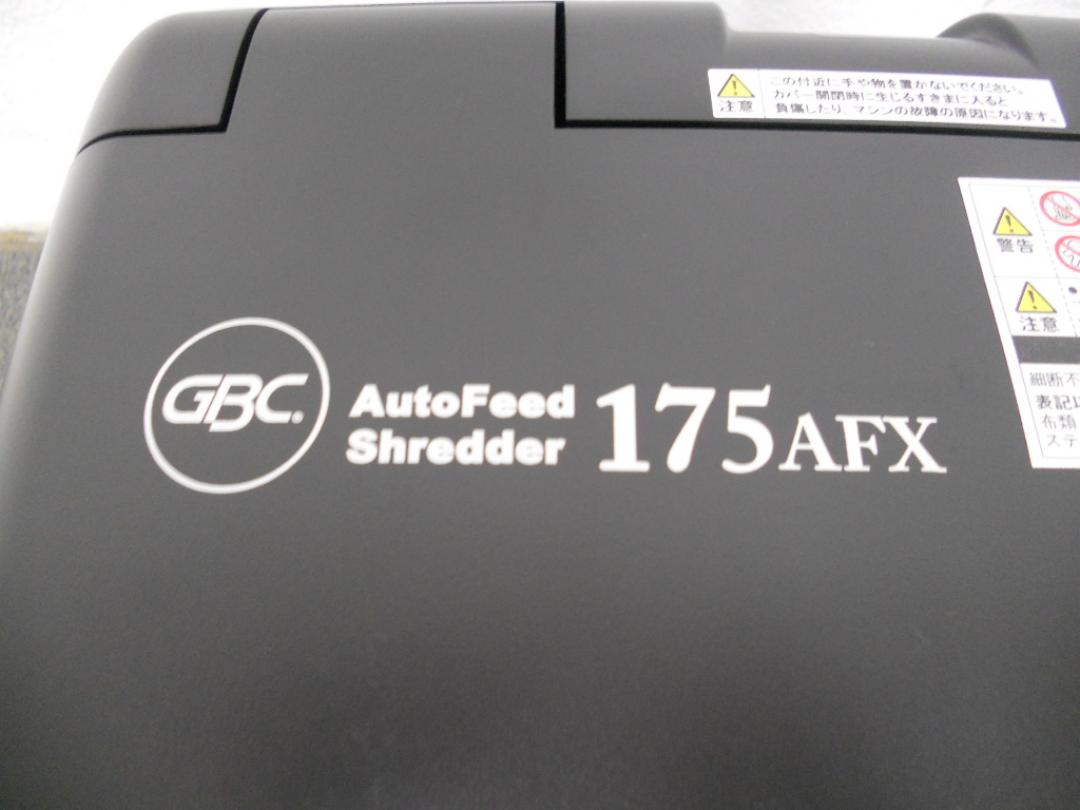 この付近に手や物を置かないでください。
カバー開閉時に生じるすきまに入ると
負傷したり、マシンの故障の原因になります。
注意
警告
注意
細断不
表記以
布類
ステ
GBC.
AutoFeed
Shredder
175AFX